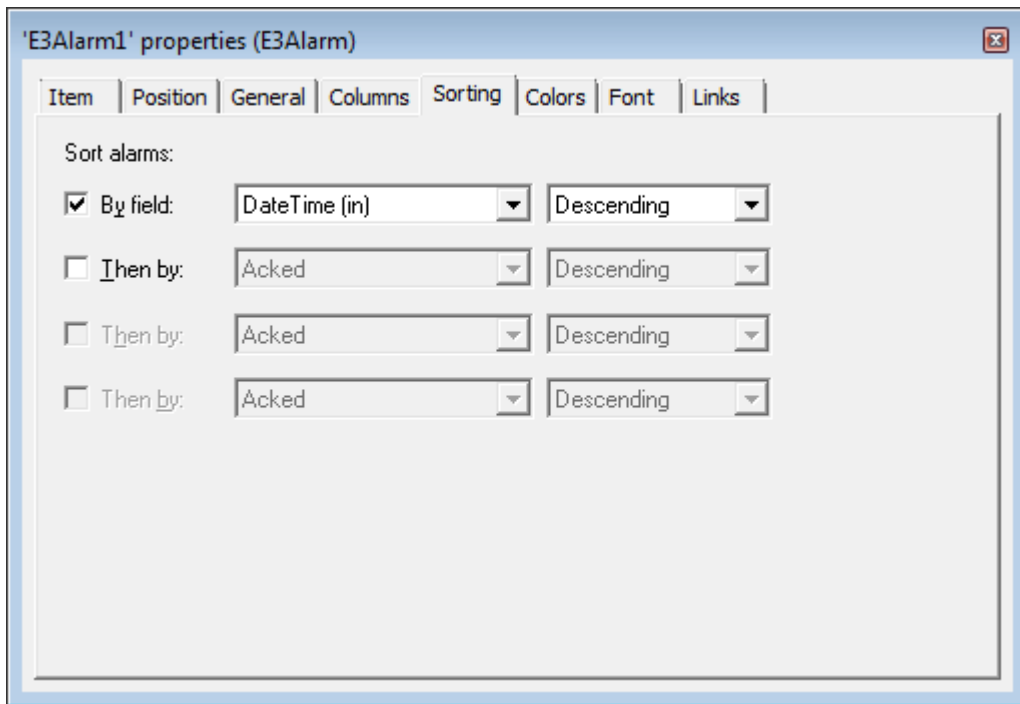 'E3Alarm1' properties (E3Alarm)
Item Position General Columns Sorting Colors Font Links
Sort alarms:
By field: DateTime (in) Descending
Then by: Acked Descending
Then by: Acked Descending
Then by: Acked Descending